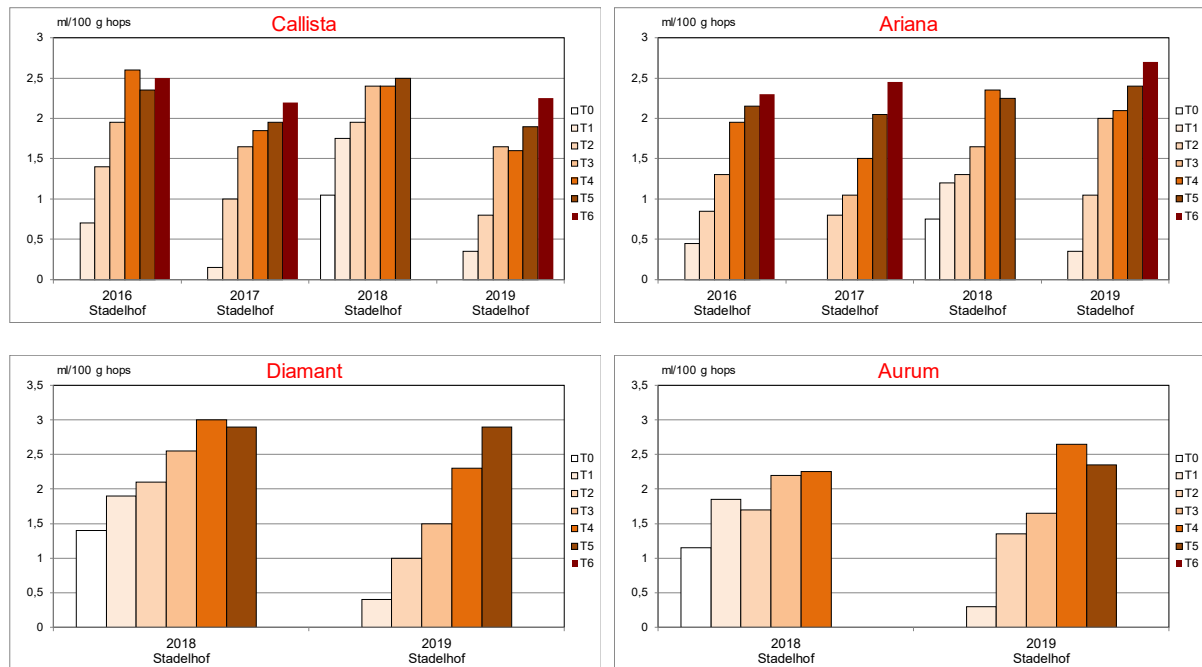 ml/100 g hops
Callista
3
2,5
2
1,5
1
0,5
0
2016
Stadelhof
2017
Stadelhof
2018
Stadelhof
2019
Stadelhof
T0
T1
T2
T3
T4
T5
T6
ml/100 g hops
Ariana
3
2,5
2
1,5
1
0,5
0
2016
Stadelhof
2017
Stadelhof
2018
Stadelhof
2019
Stadelhof
T0
T1
T2
T3
T4
T5
T6
ml/100 g hops
Diamant
3,5
3
2,5
2
1,5
1
0,5
0
2018
Stadelhof
2019
Stadelhof
T0
T1
T2
T3
T4
T5
T6
ml/100 g hops
Aurum
3,5
3
2,5
2
1,5
1
0,5
0
2018
Stadelhof
2019
Stadelhof
T0
T1
T2
T3
T4
T5
T6